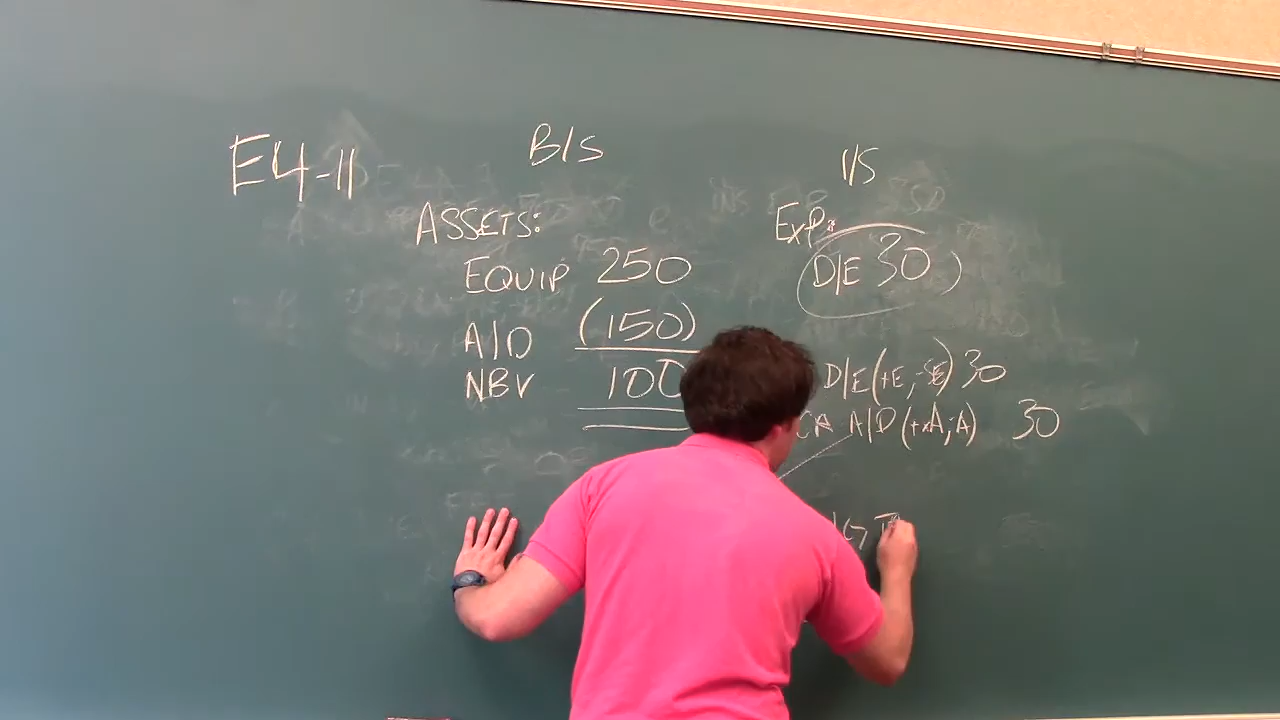 E4-11
B/S
I/S
ASSETS:
EXP:
EQUIP 250
D/E 30
A/D (150)
NBV 100
D/E (+E, -SE) 30
A/D (+xA, -A) 30